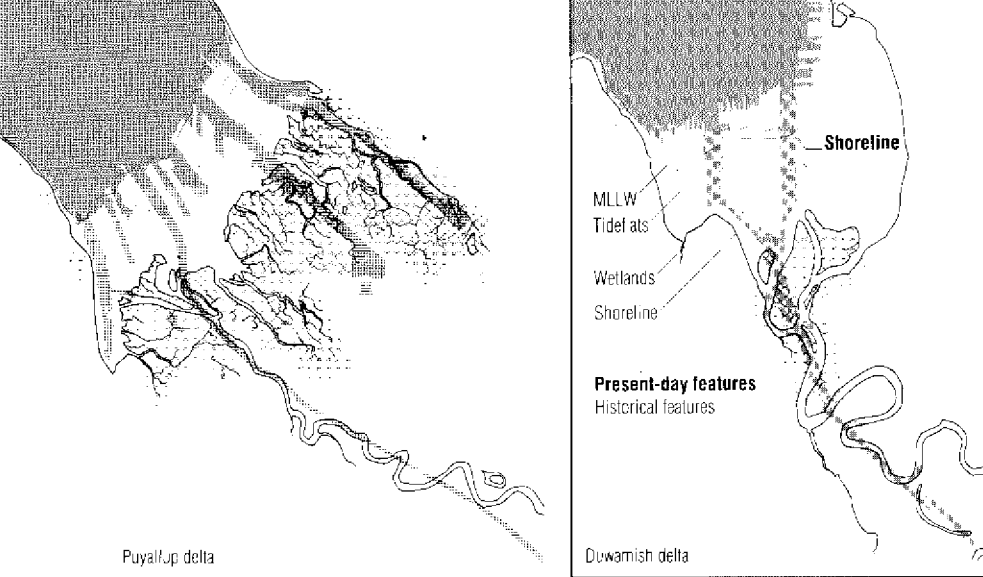 Shoreline
MLLW
Tidef ats
Wetlands
Shoreline
Present-day features
Historical features
Puyallup delta
Duwamish delta